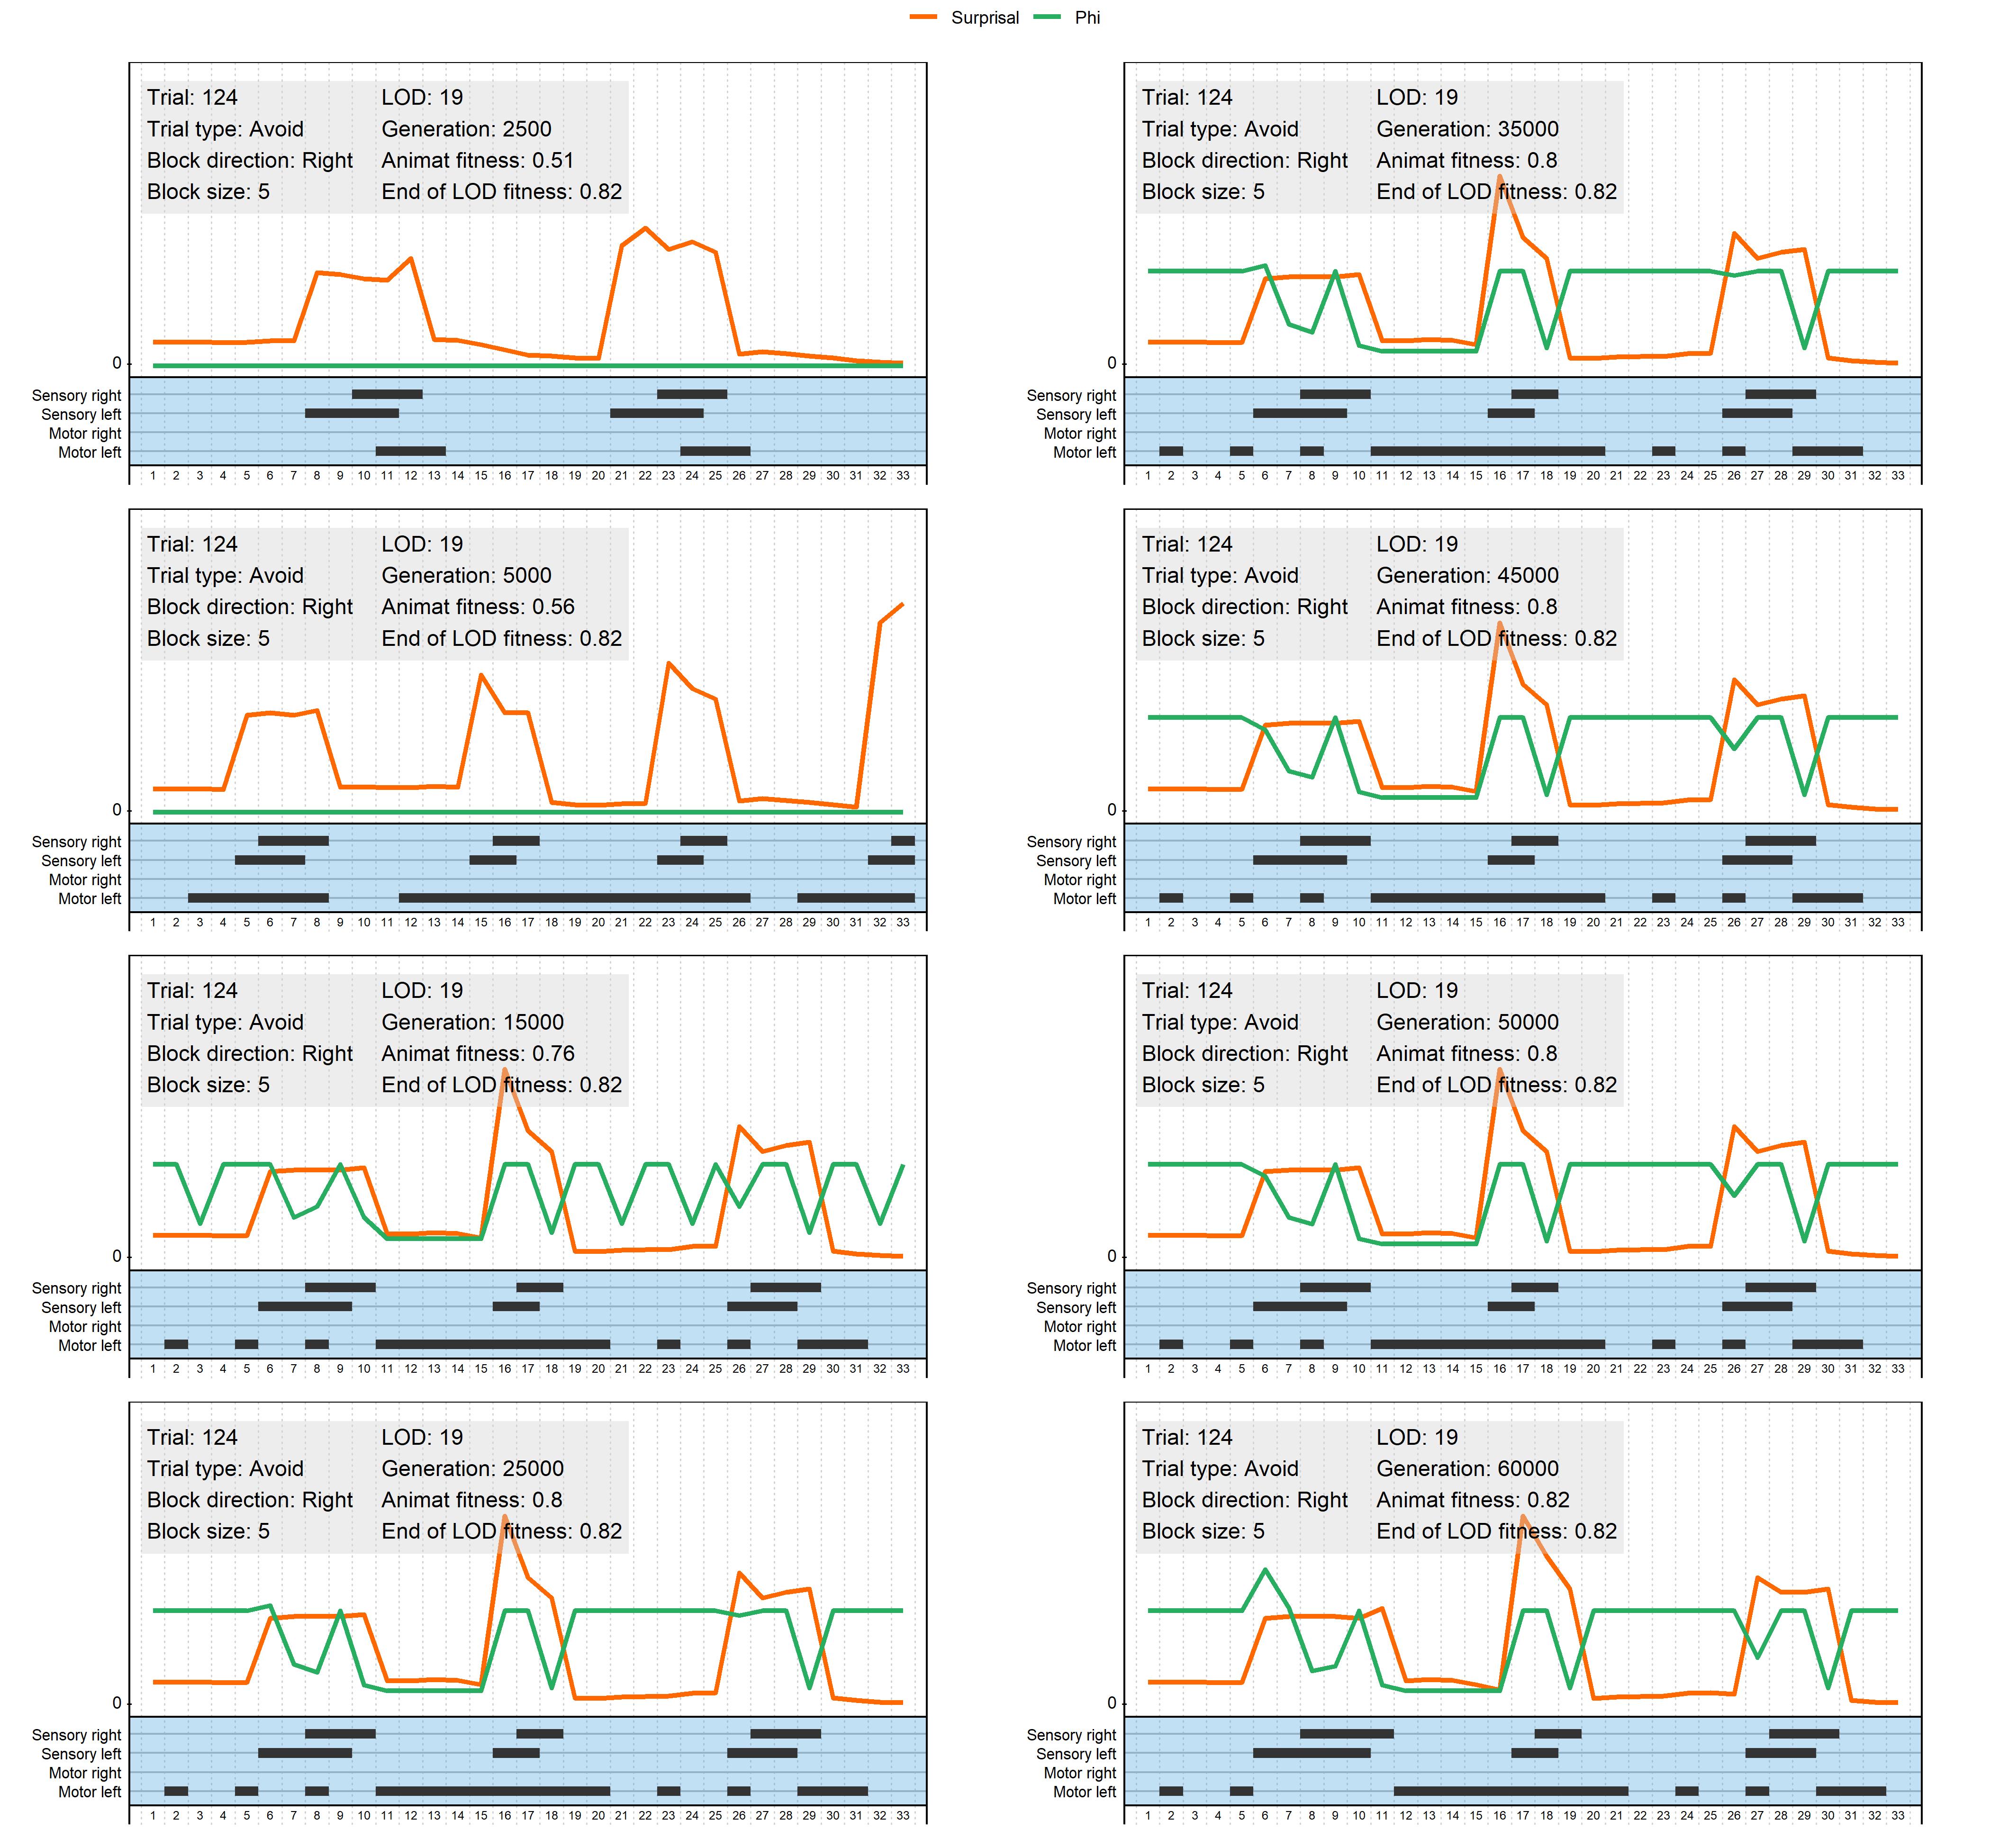 Surprisal Phi
Trial: 124 LOD: 19
Trial type: Avoid Generation: 2500
Block direction: Right Animat fitness: 0.51
Block size: 5 End of LOD fitness: 0.82
0
Sensory right
Sensory left
Motor right
Motor left
1 2 3 4 5 6 7 8 9 10 11 12 13 14 15 16 17 18 19 20 21 22 23 24 25 26 27 28 29 30 31 32 33
Trial: 124 LOD: 19
Trial type: Avoid Generation: 35000
Block direction: Right Animat fitness: 0.8
Block size: 5 End of LOD fitness: 0.82
0
Sensory right
Sensory left
Motor right
Motor left
1 2 3 4 5 6 7 8 9 10 11 12 13 14 15 16 17 18 19 20 21 22 23 24 25 26 27 28 29 30 31 32 33
Trial: 124 LOD: 19
Trial type: Avoid Generation: 5000
Block direction: Right Animat fitness: 0.56
Block size: 5 End of LOD fitness: 0.82
0
Sensory right
Sensory left
Motor right
Motor left
1 2 3 4 5 6 7 8 9 10 11 12 13 14 15 16 17 18 19 20 21 22 23 24 25 26 27 28 29 30 31 32 33
Trial: 124 LOD: 19
Trial type: Avoid Generation: 45000
Block direction: Right Animat fitness: 0.8
Block size: 5 End of LOD fitness: 0.82
0
Sensory right
Sensory left
Motor right
Motor left
1 2 3 4 5 6 7 8 9 10 11 12 13 14 15 16 17 18 19 20 21 22 23 24 25 26 27 28 29 30 31 32 33
Trial: 124 LOD: 19
Trial type: Avoid Generation: 15000
Block direction: Right Animat fitness: 0.76
Block size: 5 End of LOD fitness: 0.82
0
Sensory right
Sensory left
Motor right
Motor left
1 2 3 4 5 6 7 8 9 10 11 12 13 14 15 16 17 18 19 20 21 22 23 24 25 26 27 28 29 30 31 32 33
Trial: 124 LOD: 19
Trial type: Avoid Generation: 50000
Block direction: Right Animat fitness: 0.8
Block size: 5 End of LOD fitness: 0.82
0
Sensory right
Sensory left
Motor right
Motor left
1 2 3 4 5 6 7 8 9 10 11 12 13 14 15 16 17 18 19 20 21 22 23 24 25 26 27 28 29 30 31 32 33
Trial: 124 LOD: 19
Trial type: Avoid Generation: 25000
Block direction: Right Animat fitness: 0.8
Block size: 5 End of LOD fitness: 0.82
0
Sensory right
Sensory left
Motor right
Motor left
1 2 3 4 5 6 7 8 9 10 11 12 13 14 15 16 17 18 19 20 21 22 23 24 25 26 27 28 29 30 31 32 33
Trial: 124 LOD: 19
Trial type: Avoid Generation: 60000
Block direction: Right Animat fitness: 0.82
Block size: 5 End of LOD fitness: 0.82
0
Sensory right
Sensory left
Motor right
Motor left
1 2 3 4 5 6 7 8 9 10 11 12 13 14 15 16 17 18 19 20 21 22 23 24 25 26 27 28 29 30 31 32 33